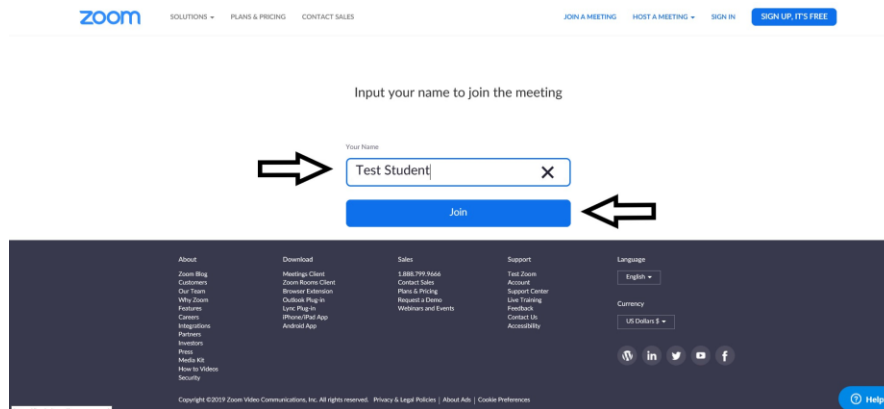 zoom
SOLUTIONS PLANS & PRICING CONTACT SALES JOIN A MEETING HOST A MEETING SIGN IN SIGN UP, IT'S FREE
Input your name to join the meeting
Your Name
Test Student
Join
About
Zoom Blog
Customers
Our Team
Why Zoom
Features
Careers
Integrations
Partners
Investors
Press
Media Kit
How to Videos
Security
Download
Meetings Client
Zoom Rooms Client
Browser Extension
Outlook Plug-in
Lync Plug-in
iPhone/iPad App
Android App
Sales
1.888.799.9666
Contact Sales
Plans & Pricing
Request a Demo
Webinars and Events
Support
Test Zoom
Account
Support Center
Live Training
Feedback
Contact Us
Accessibility
Language
English
Currency
US Dollars $
Copyright ©2019 Zoom Video Communications, Inc. All rights reserved. Privacy & Legal Policies | About Ads | Cookie Preferences
Help